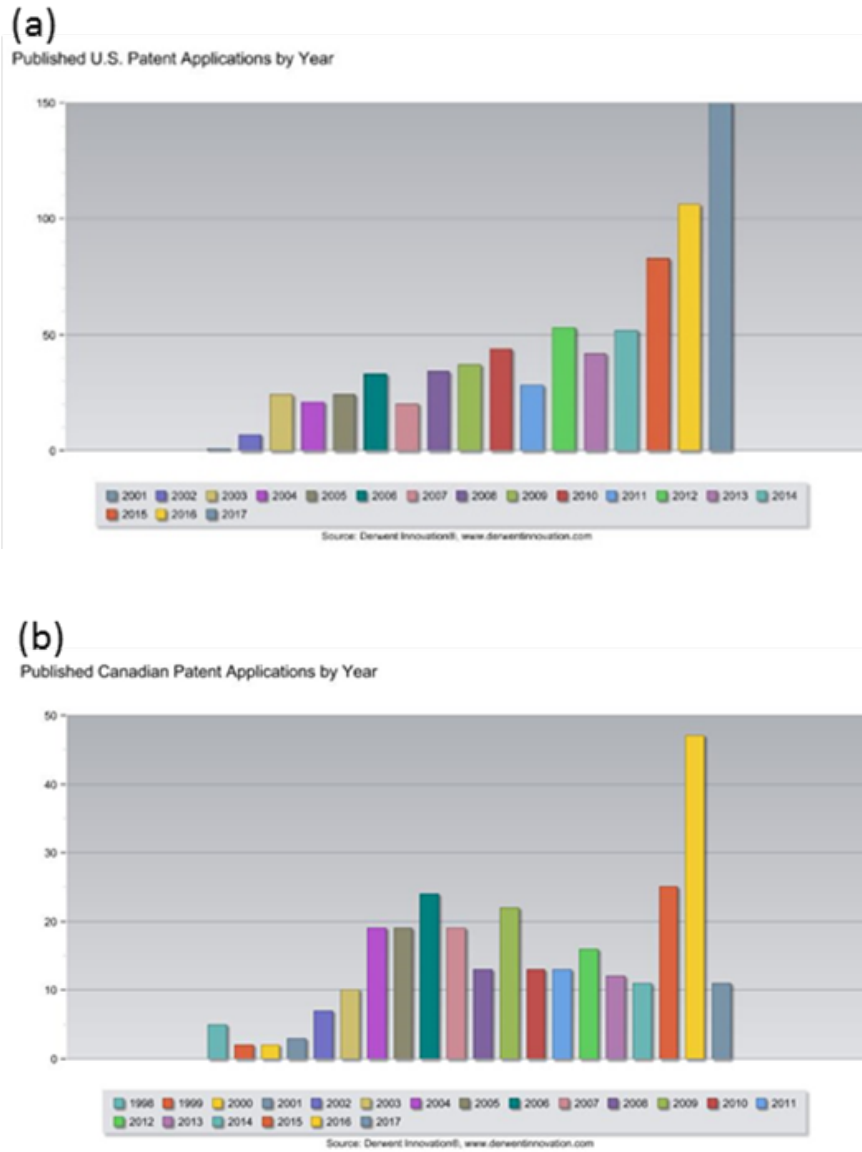 (a)
Published U.S. Patent Applications by Year
150
100
50
0
2001 2002 2003 2004 2005 2006 2007 2008 2009 2010 2011 2012 2013 2014
2015 2016 2017
Source: Derwent Innovation®, www.derwentinnovation.com
(b)
Published Canadian Patent Applications by Year
50
40
30
20
10
0
1998 1999 2000 2001 2002 2003 2004 2005 2006 2007 2008 2009 2010 2011
2012 2013 2014 2015 2016 2017
Source: Derwent Innovation®, www.derwentinnovation.com